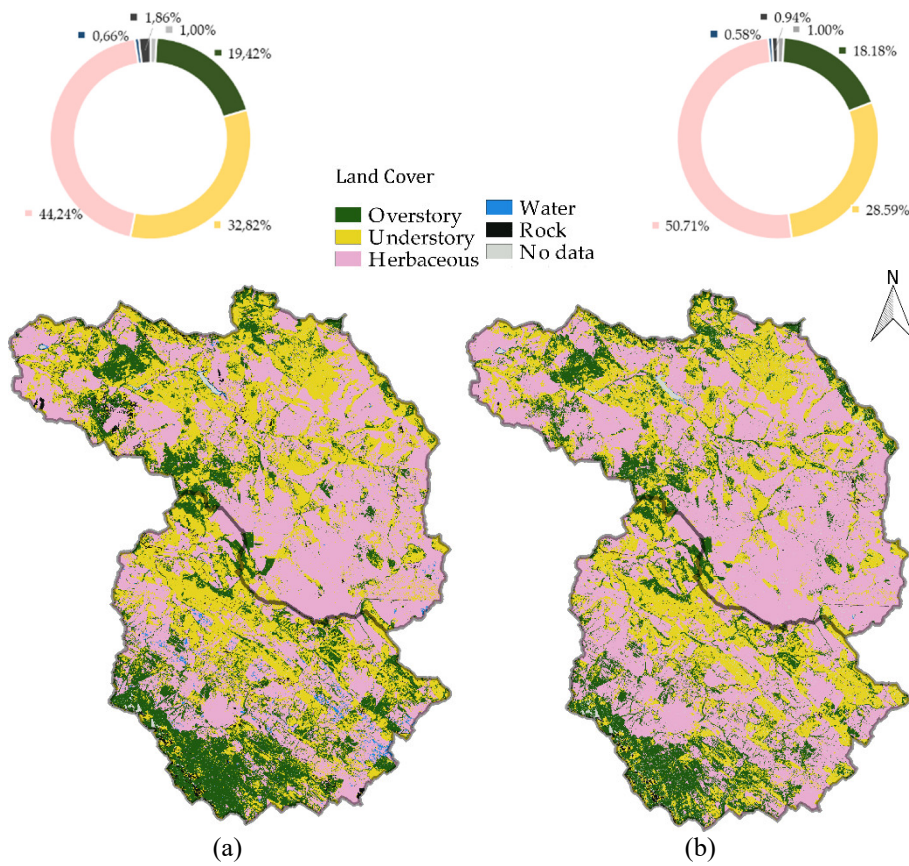 1,86%
0,66%
1,00%
19,42%
44,24%
32,82%
0.94%
0.58%
1.00%
18.18%
50.71%
28.59%
Land Cover
Overstory
Understory
Herbaceous
Water
Rock
No data
N
(a)
(b)